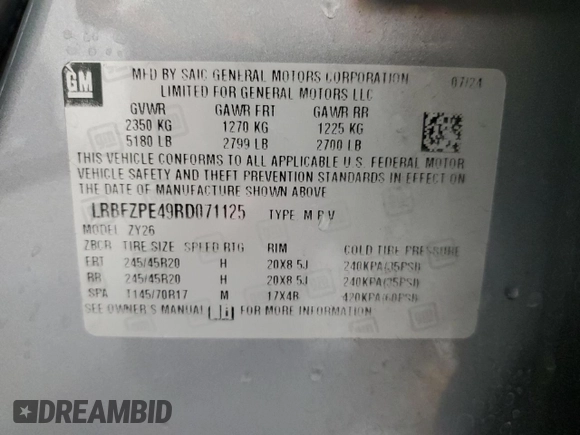 GM
MFD BY SAIC GENERAL MOTORS CORPORATION 07/24
LIMITED FOR GENERAL MOTORS LLC
GVWR GAWR FRT GAWR RR
2350 KG 1270 KG 1225 KG
5180 LB 2799 LB 2700 LB
THIS VEHICLE CONFORMS TO ALL APPLICABLE U.S. FEDERAL MOTOR
VEHICLE SAFETY AND THEFT PREVENTION STANDARDS IN EFFECT ON THE
DATE OF MANUFACTURE SHOWN ABOVE
LRBFZPE49RD071125 TYPE M P V
MODEL ZY26
TIRE SIZE SPEED RTG RIM COLD TIRE PRESSURE
FRT 245/45R20 H 20X8.5J 240KPA(35PSI)
RR 245/45R20 H 20X8.5J 240KPA(35PSI)
SPA T145/70R17 M 17X4B 420KPA(60PSI)
SEE OWNER'S MANUAL FOR MORE INFORMATION
DREAMBID